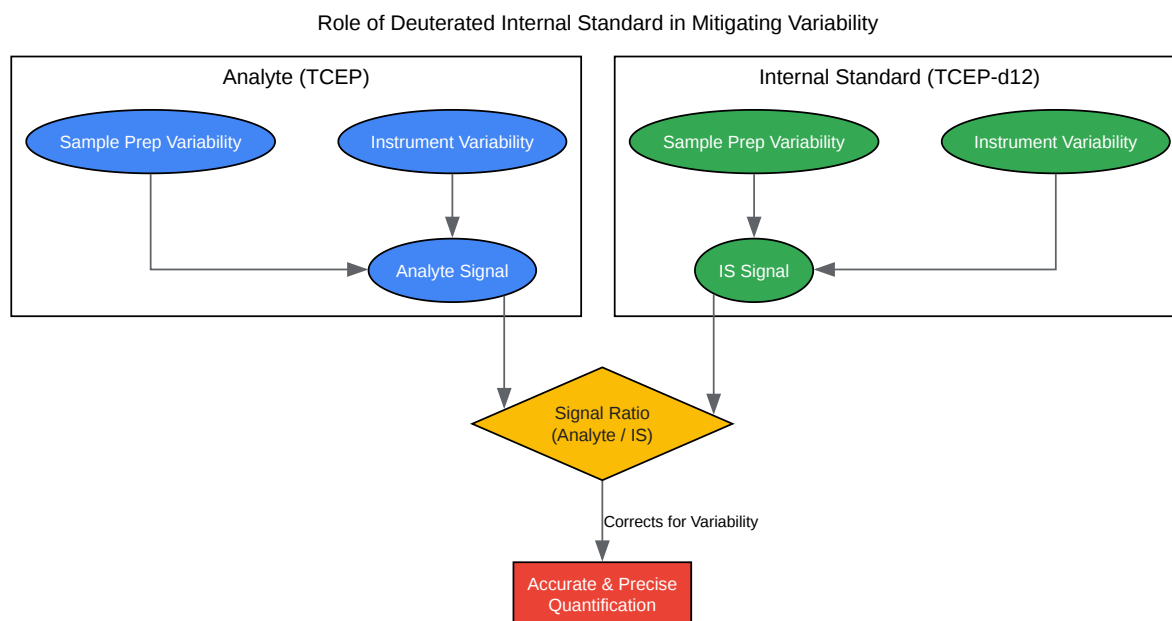 Role of Deuterated Internal Standard in Mitigating Variability
Analyte (TCEP)
Internal Standard (TCEP-d12)
Sample Prep Variability
Instrument Variability
Sample Prep Variability
Instrument Variability
Analyte Signal
IS Signal
Signal Ratio
(Analyte / IS)
Corrects for Variability
Accurate & Precise
Quantification